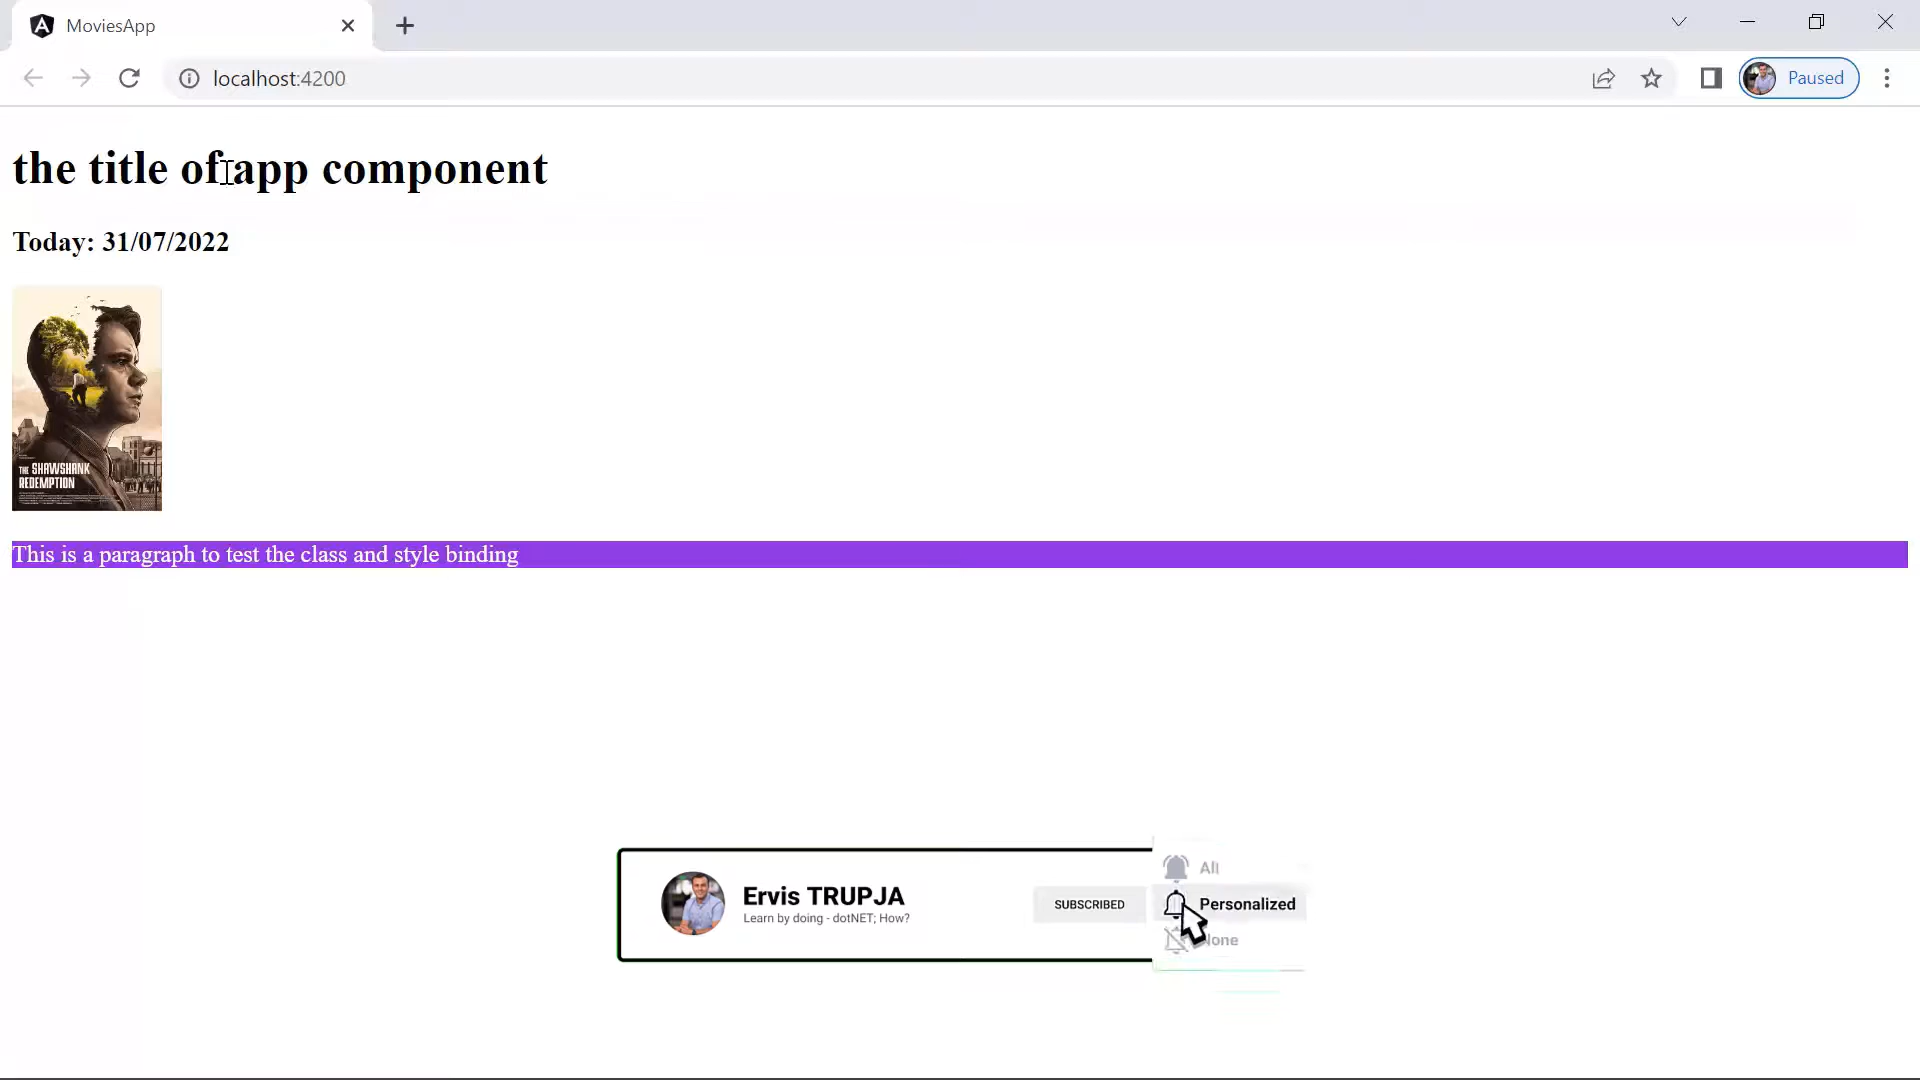 MoviesApp
localhost:4200
Paused
the title of app component
Today: 31/07/2022
THE SHAWSHANK
REDEMPTION
This is a paragraph to test the class and style binding
All
Ervis TRUPJA
SUBSCRIBED
Personalized
Learn by doing - dotNET; How?